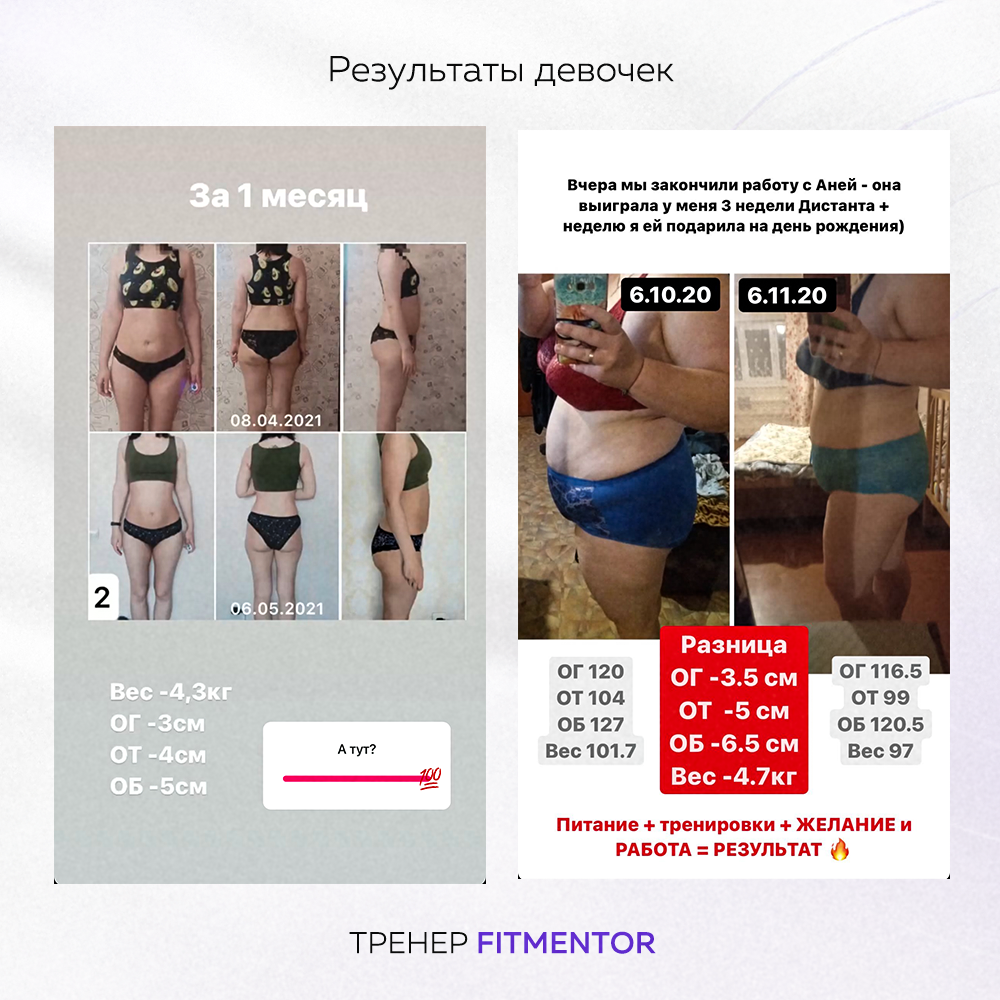 Результаты девочек
За 1 месяц
08.04.2021
2
06.05.2021
Вес -4,3кг
ОГ -3см
ОТ -4см
ОБ -5см
А тут?
💯
Вчера мы закончили работу с Аней - она
выиграла у меня 3 недели Дистанта +
неделю я ей подарила на день рождения)
6.10.20
6.11.20
ОГ 120
ОТ 104
ОБ 127
Вес 101.7
Разница
ОГ -3.5 см
ОТ -5 см
ОБ -6.5 см
Вес -4.7кг
ОГ 116.5
ОТ 99
ОБ 120.5
Вес 97
Питание + тренировки + ЖЕЛАНИЕ и
РАБОТА = РЕЗУЛЬТАТ 🔥
ТРЕНЕР FITMENTOR